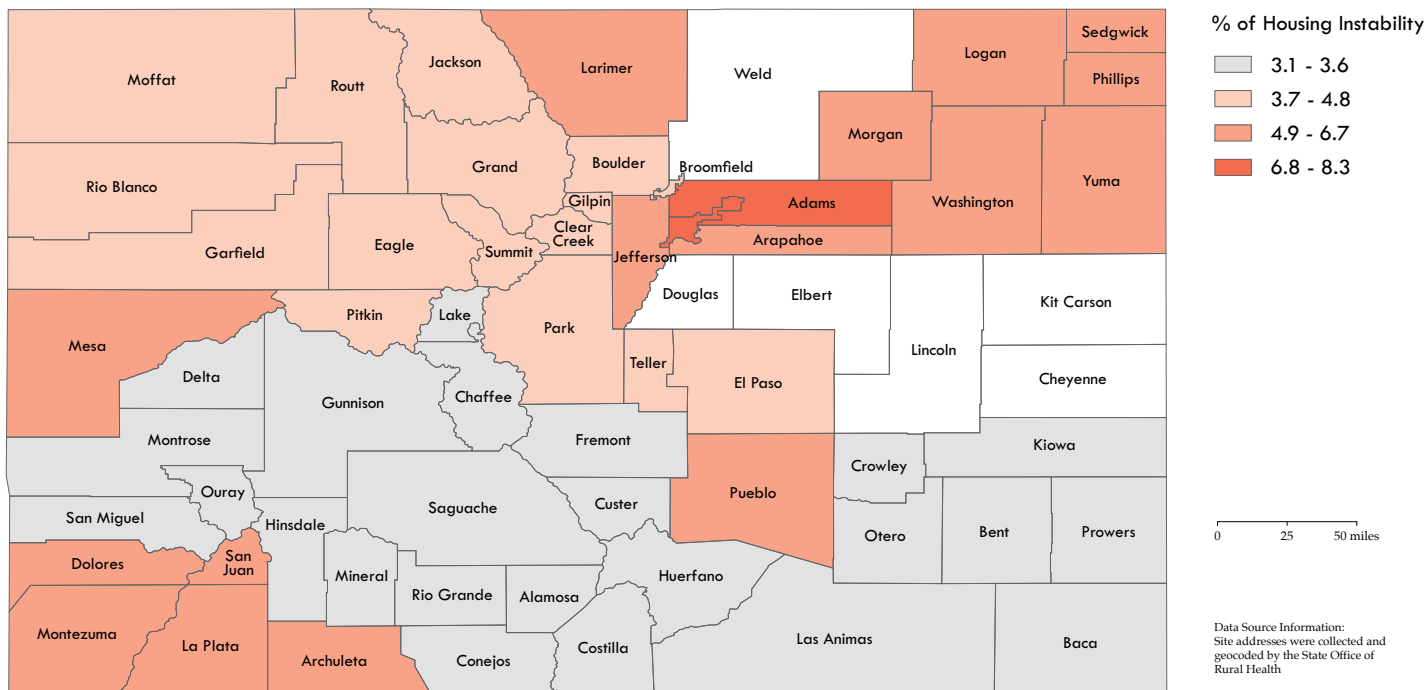 % of Housing Instability
3.1 - 3.6
3.7 - 4.8
4.9 - 6.7
6.8 - 8.3
Moffat
Routt
Jackson
Larimer
Weld
Logan
Sedgwick
Phillips
Morgan
Rio Blanco
Grand
Boulder
Broomfield
Yuma
Washington
Adams
Gilpin
Clear
Creek
Garfield
Eagle
Summit
Jefferson
Arapahoe
Douglas
Elbert
Kit Carson
Pitkin
Lake
Park
Mesa
Lincoln
Teller
El Paso
Cheyenne
Delta
Gunnison
Chaffee
Montrose
Fremont
Kiowa
Crowley
Ouray
Pueblo
San Miguel
Hinsdale
Saguache
Custer
Otero
Bent
Prowers
Dolores
San
Juan
Mineral
Rio Grande
Alamosa
Huerfano
Montezuma
La Plata
Archuleta
Conejos
Costilla
Las Animas
Baca
0 25 50 miles
Data Source Information:
Site addresses were collected and
geocoded by the State Office of
Rural Health